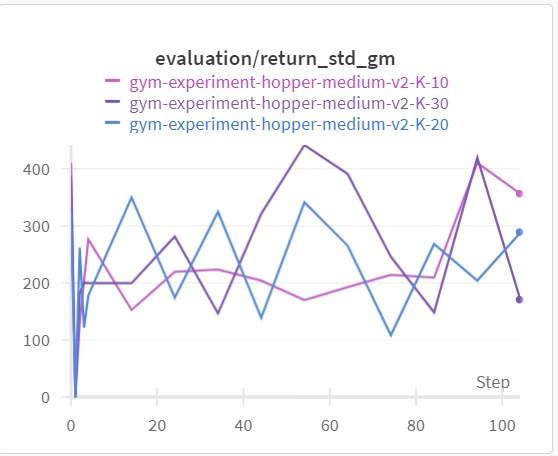 evaluation/return_std_gm
gym-experiment-hopper-medium-v2-K-10
gym-experiment-hopper-medium-v2-K-30
gym-experiment-hopper-medium-v2-K-20
400
300
200
100
0
Step
0 20 40 60 80 100